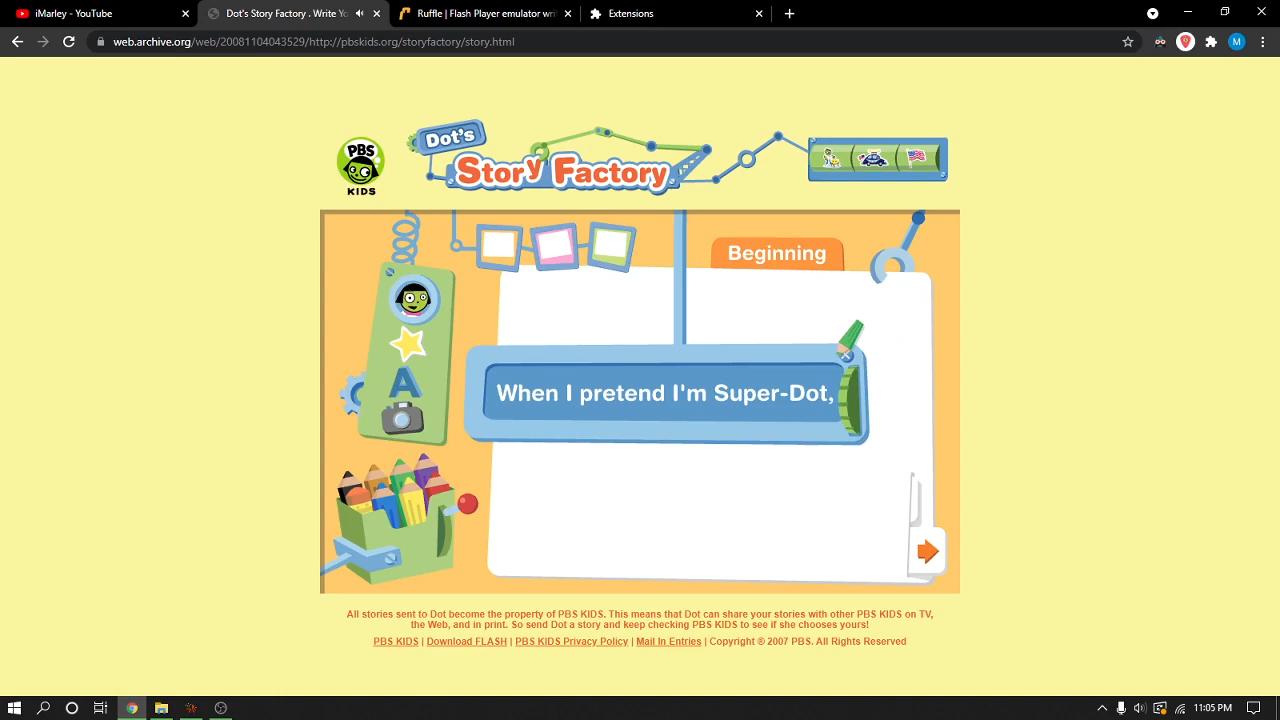 iMarley - YouTube
Dot's Story Factory . Write Yo
Ruffle | Flash Player emulator wri
Extensions
web.archive.org/web/20081104043529/http://pbskids.org/storyfactory/story.html
M
PBS
KIDS
Dot's
Story Factory
Beginning
A
When I pretend I'm Super-Dot,
All stories sent to Dot become the property of PBS KIDS. This means that Dot can share your stories with other PBS KIDS on TV,
the Web, and in print. So send Dot a story and keep checking PBS KIDS to see if she chooses yours!
PBS KIDS | Download FLASH | PBS KIDS Privacy Policy | Mail In Entries | Copyright © 2007 PBS. All Rights Reserved
11:05 PM